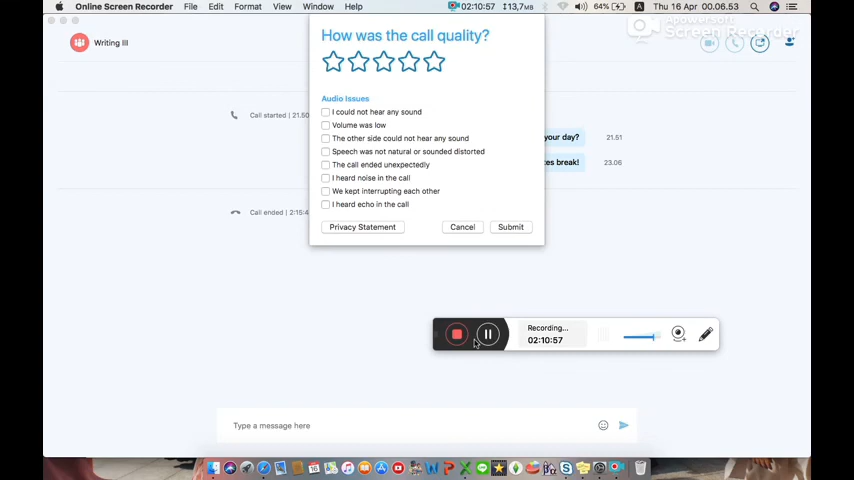 Online Screen Recorder File Edit Format View Window Help 02:10:57 13,7MB A 64% Thu 16 Apr 00.06.53
Apowersoft
Screen Recorder
Writing III
How was the call quality?
Call started | 21.50
your day? 21.51
tes break! 23.06
Call ended | 2:15:4
Audio Issues
I could not hear any sound
Volume was low
The other side could not hear any sound
Speech was not natural or sounded distorted
The call ended unexpectedly
I heard noise in the call
We kept interrupting each other
I heard echo in the call
Privacy Statement Cancel Submit
Recording...
02:10:57
Type a message here